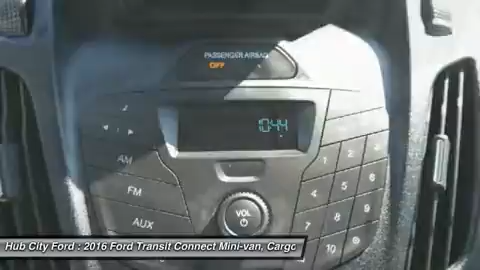 PASSENGER AIRBAG
OFF
10:44
AM
FM
AUX
VOL
1
2
3
4
5
6
7
8
9
10
Hub City Ford : 2016 Ford Transit Connect Mini-van, Cargo